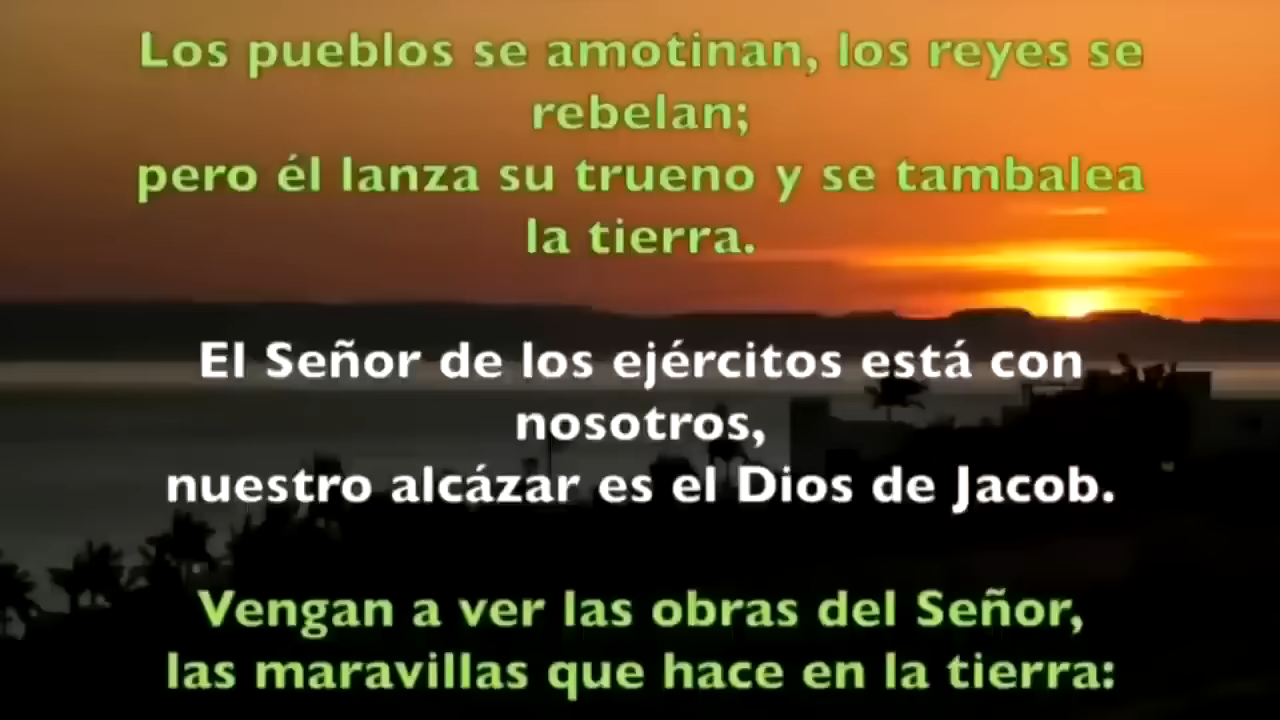 Los pueblos se amotinan, los reyes se
rebelan;
pero él lanza su trueno y se tambalea
la tierra.
El Señor de los ejércitos está con
nosotros,
nuestro alcázar es el Dios de Jacob.
Vengan a ver las obras del Señor,
las maravillas que hace en la tierra: